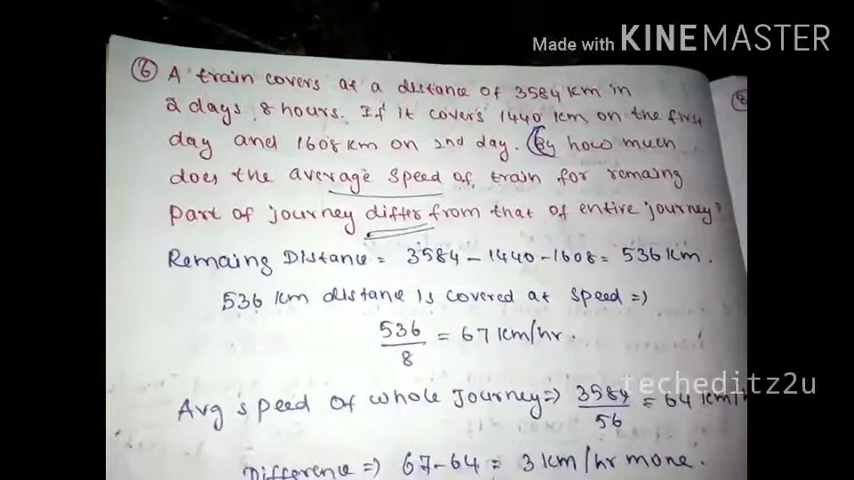 Made with KINEMASTER
6 A train covers at a distance of 3584 km in
2 days 8 hours. If it covers 1440 km on the first
day and 1608 km on 2nd day. By how much
does the average speed of train for remaing
part of journey differ from that of entire journey?
Remaing Distance = 3584 - 1440 - 1608 = 536 km.
536 km distance is covered at speed =>
536/8 = 67 km/hr.
techeditz2u
Avg speed of whole Journey => 3584/56 = 64 km/h
Difference => 67-64 = 3 km/hr mone.